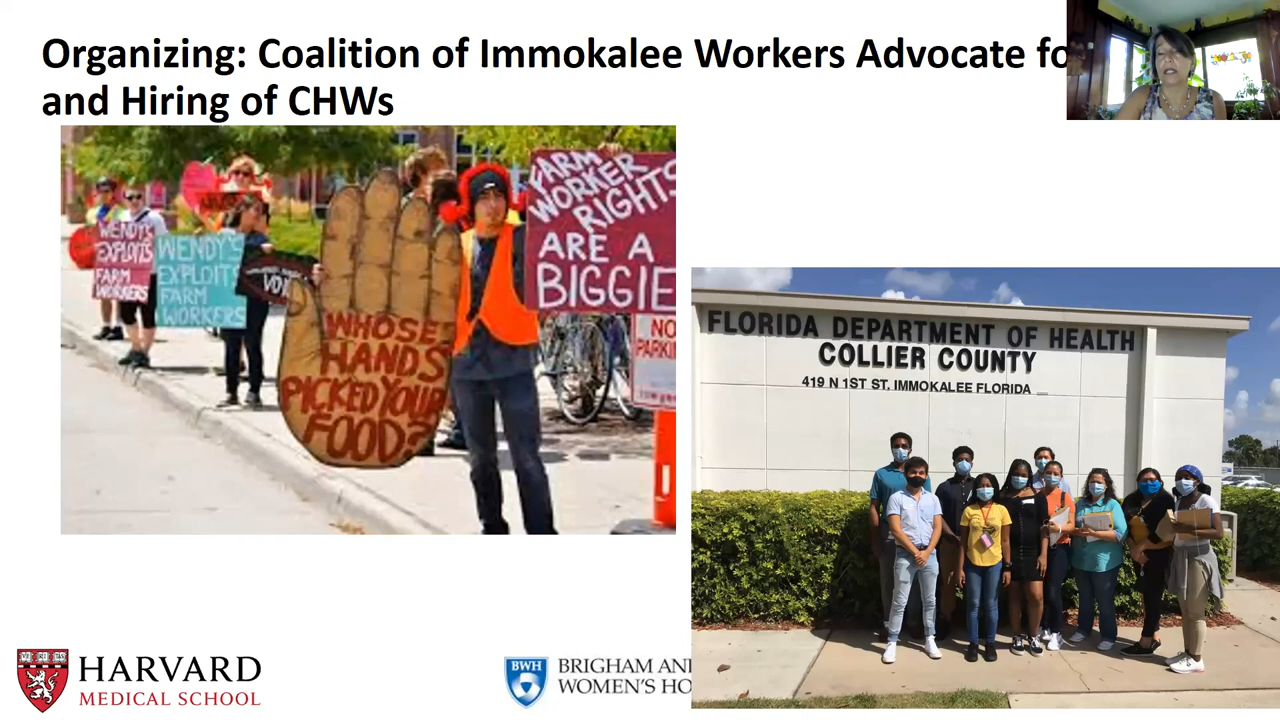 Organizing: Coalition of Immokalee Workers Advocate fo
and Hiring of CHWs
WENDY'S
EXPLOITS
FARM
WORKERS
WENDY'S
EXPLOITS
FARM
WORKERS
WHOSE
HANDS
PICKED YOUR
FOOD?
FARM
WORKER
RIGHTS
ARE A
BIGGIE
NO
PARKIN
FLORIDA DEPARTMENT OF HEALTH
COLLIER COUNTY
419 N 1ST ST. IMMOKALEE FLORIDA
HARVARD
MEDICAL SCHOOL
BWH
BRIGHAM AN
WOMEN'S HO